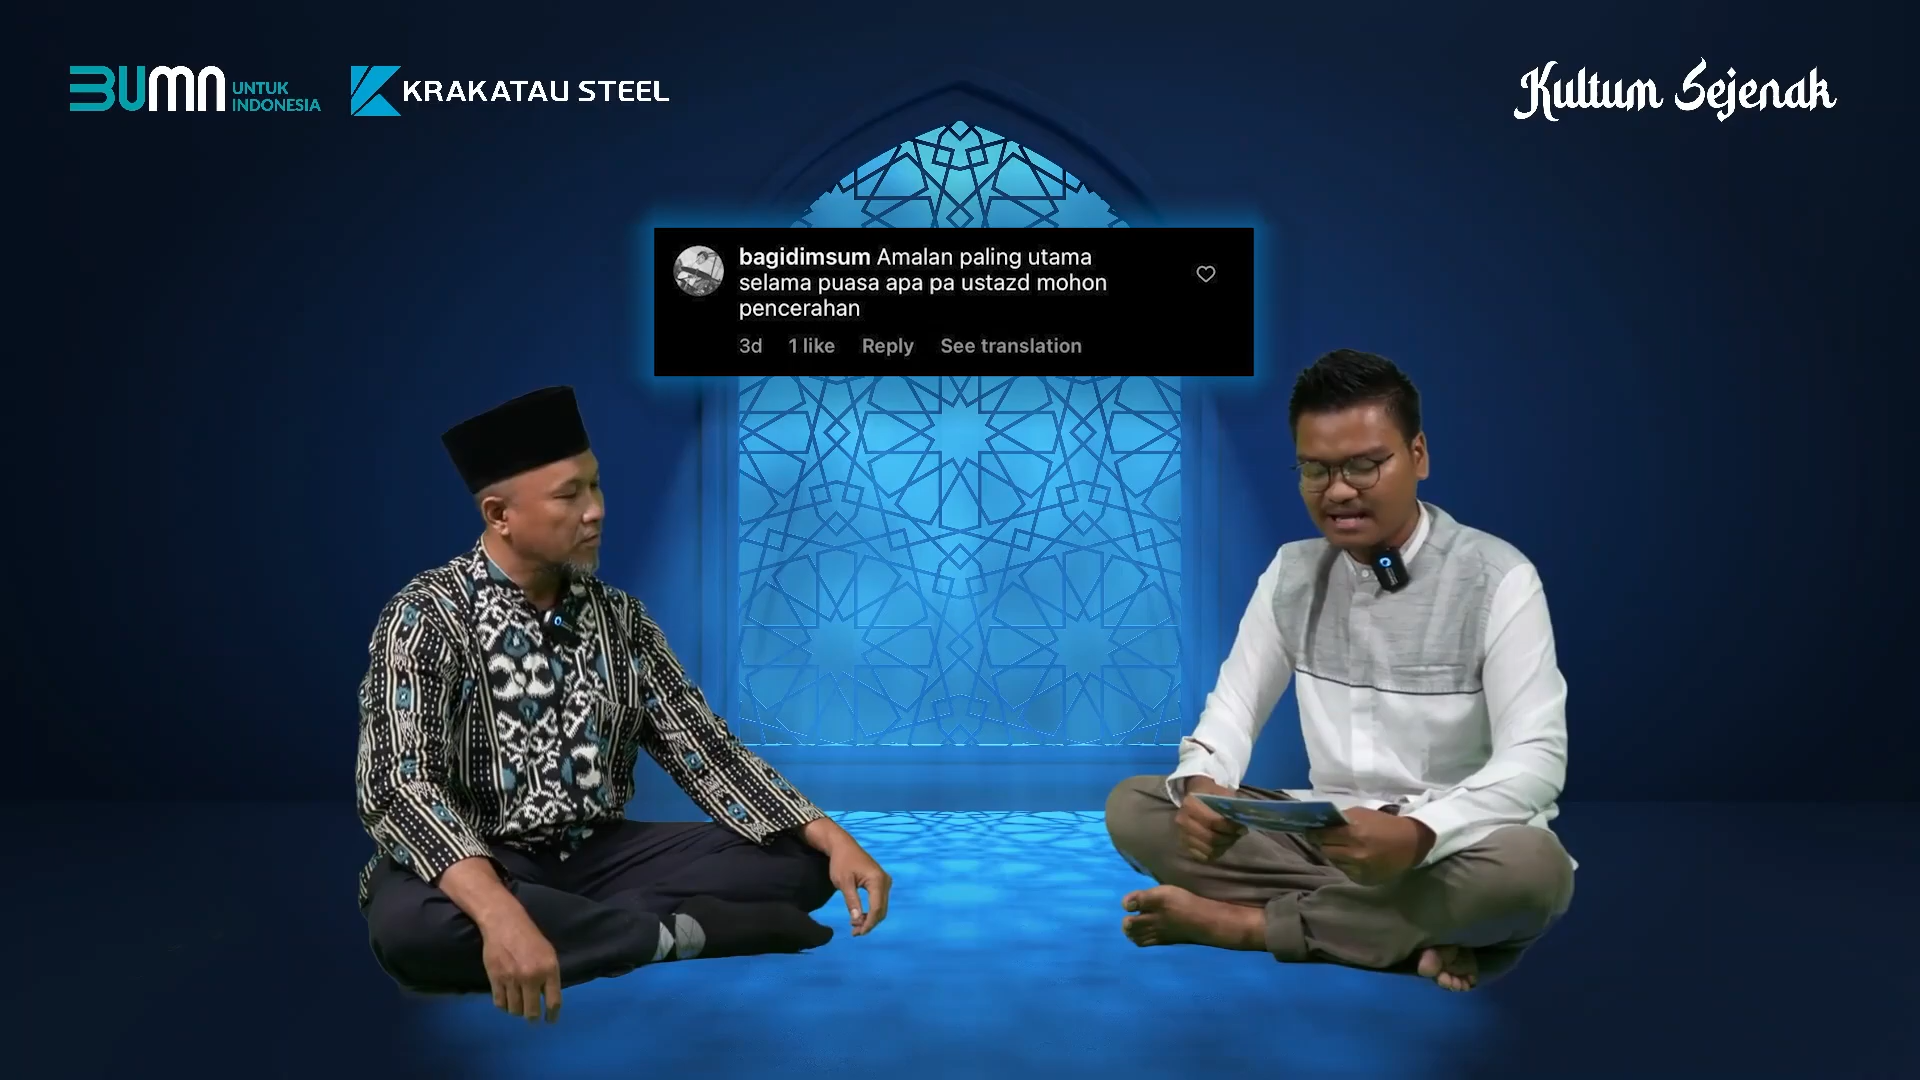 BUMN UNTUK INDONESIA
KRAKATAU STEEL
Kultum Sejenak
bagidimsum Amalan paling utama
selama puasa apa pa ustazd mohon
pencerahan
3d 1 like Reply See translation